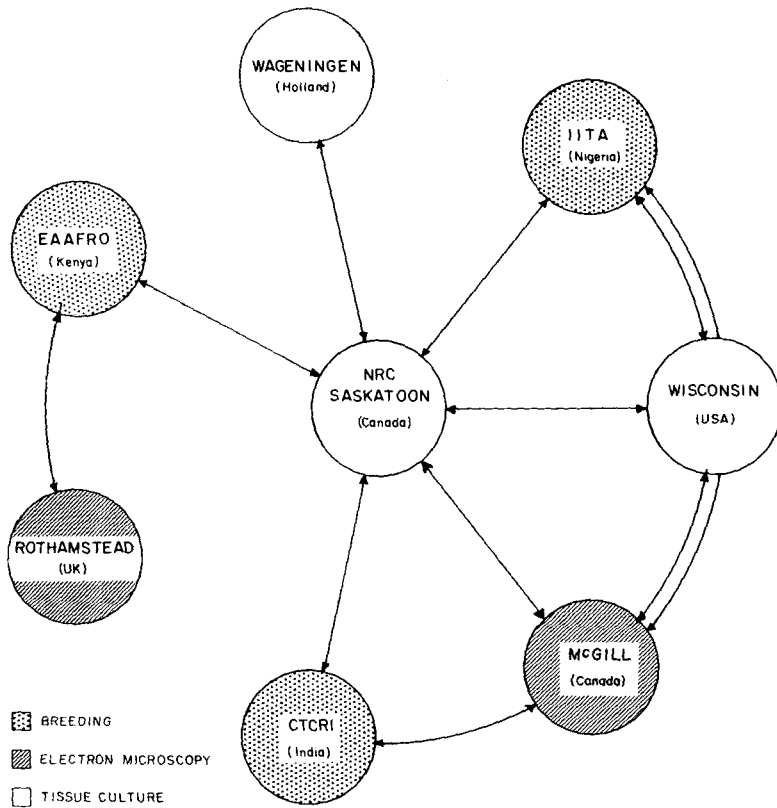 WAGENINGEN
(Holland)
IITA
(Nigeria)
EAAFRO
(Kenya)
NRC
SASKATOON
(Canada)
WISCONSIN
(USA)
ROTHAMSTEAD
(UK)
McGILL
(Canada)
CTCRI
(India)
BREEDING
ELECTRON MICROSCOPY
TISSUE CULTURE